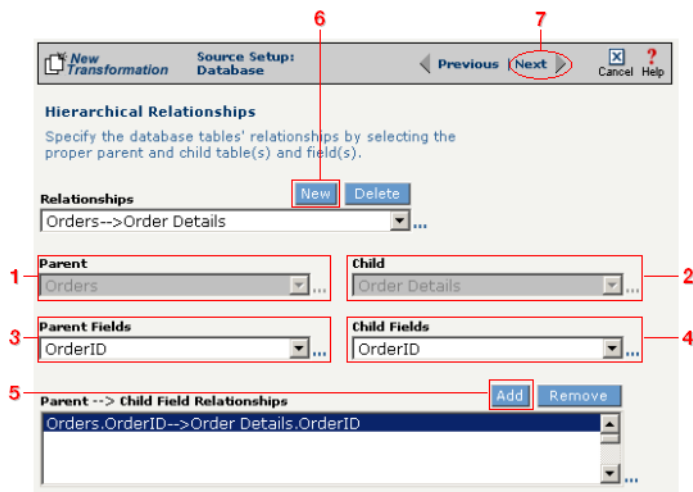 6
7
New Transformation
Source Setup: Database
Previous | Next
Cancel Help
Hierarchical Relationships
Specify the database tables' relationships by selecting the
proper parent and child table(s) and field(s).
Relationships
New Delete
Orders-->Order Details
...
1
Parent
Orders
...
Child
Order Details
...
2
3
Parent Fields
OrderID
...
Child Fields
OrderID
...
4
5
Parent --> Child Field Relationships
Add Remove
Orders.OrderID-->Order Details.OrderID
...